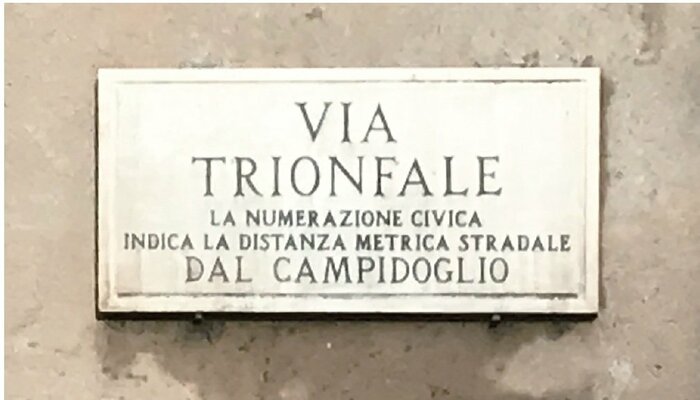 VIA
TRIONFALE
LA NUMERAZIONE CIVICA
INDICA LA DISTANZA METRICA STRADALE
DAL CAMPIDOGLIO